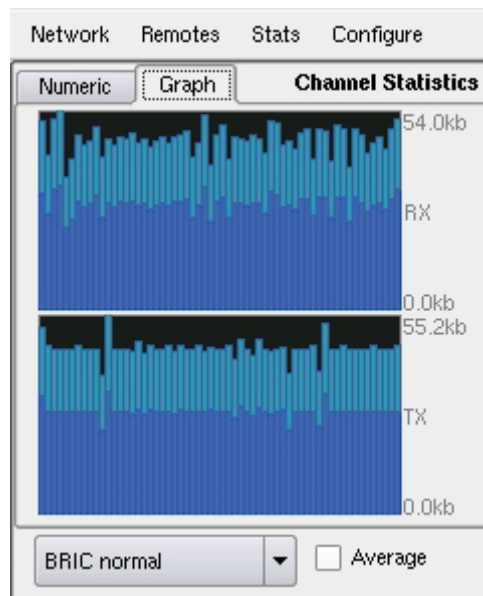 Network Remotes Stats Configure
Numeric Graph Channel Statistics
54.0kb
RX
0.0kb
55.2kb
TX
0.0kb
BRIC normal Average